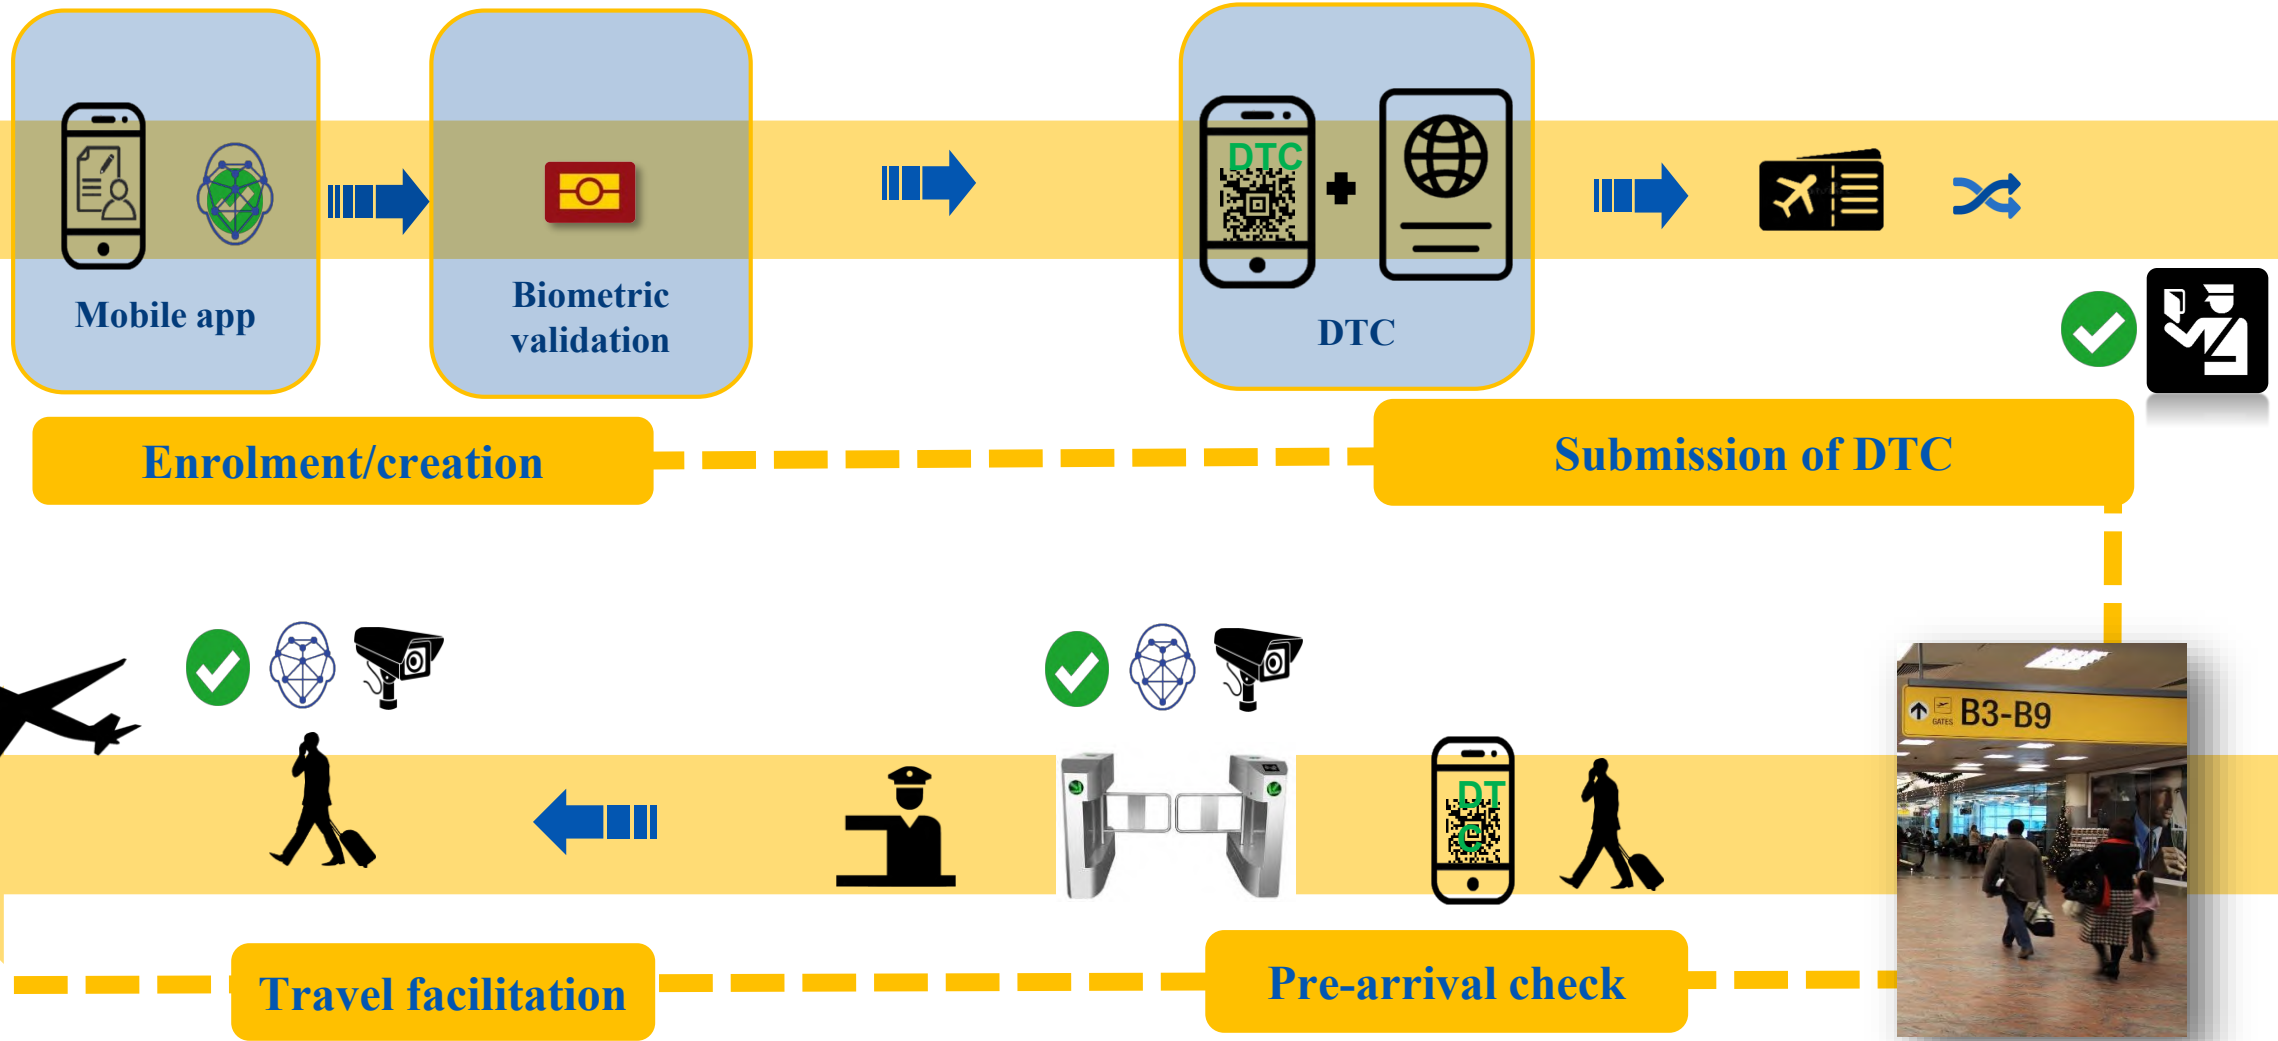 DTC
Mobile app
Biometric
validation
DTC
Enrolment/creation
Submission of DTC
GATES B3-B9
DT
C
Travel facilitation
Pre-arrival check